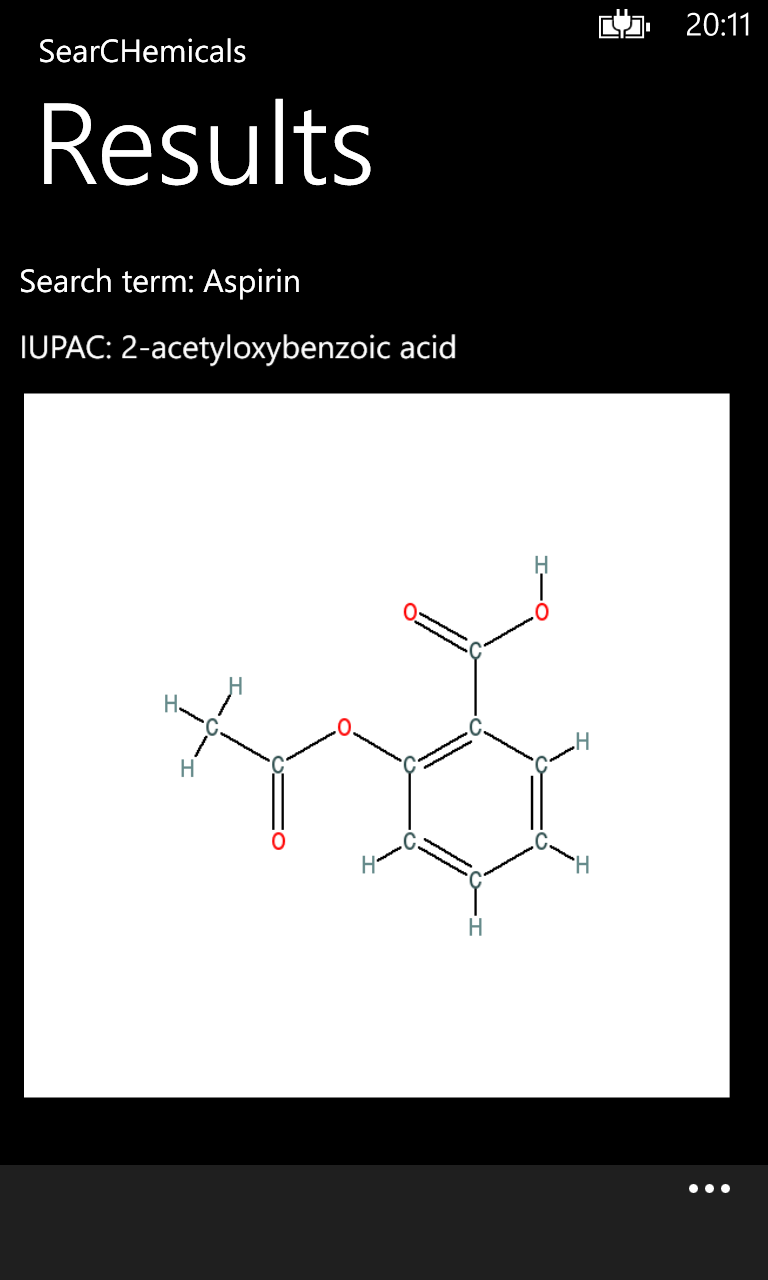 20:11
SearCHemicals
Results
Search term: Aspirin
IUPAC: 2-acetyloxybenzoic acid
H
O O
C
H
H O C H
C C C
C
O C C
H C H
H
H